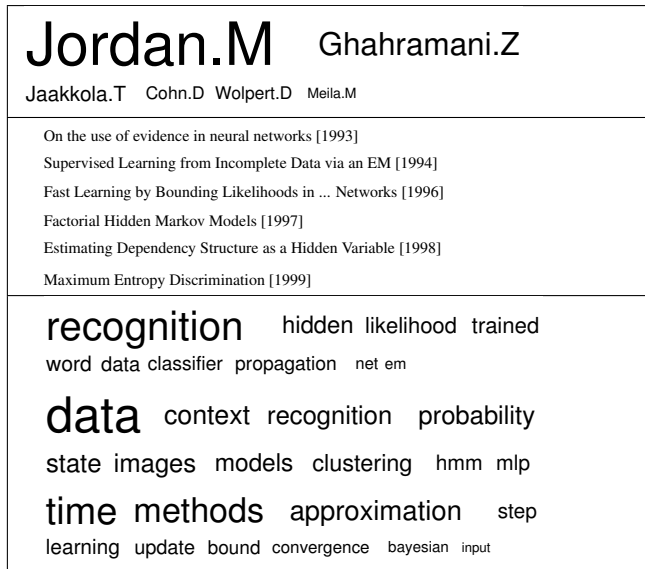 Jordan.M Ghahramani.Z
Jaakkola.T Cohn.D Wolpert.D Meila.M
On the use of evidence in neural networks [1993]
Supervised Learning from Incomplete Data via an EM [1994]
Fast Learning by Bounding Likelihoods in ... Networks [1996]
Factorial Hidden Markov Models [1997]
Estimating Dependency Structure as a Hidden Variable [1998]
Maximum Entropy Discrimination [1999]
recognition hidden likelihood trained
word data classifier propagation net em
data context recognition probability
state images models clustering hmm mlp
time methods approximation step
learning update bound convergence bayesian input